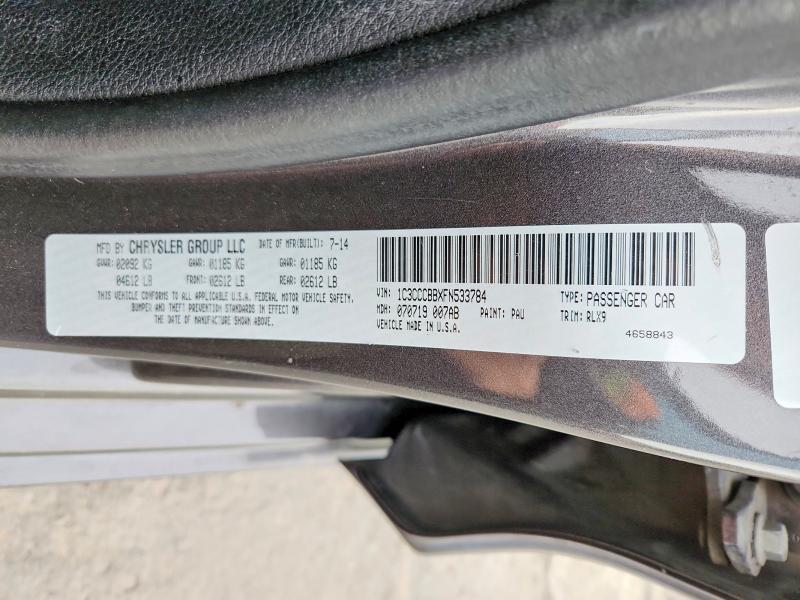 MFD BY CHRYSLER GROUP LLC DATE OF MFR(BUILT): 7-14
GVWR: 02092 KG GAWR: 01185 KG GAWR: 01185 KG
04612 LB FRONT: 02612 LB REAR: 02612 LB
THIS VEHICLE CONFORMS TO ALL APPLICABLE U.S.A. FEDERAL MOTOR VEHICLE SAFETY,
BUMPER AND THEFT PREVENTION STANDARDS IN EFFECT ON
THE DATE OF MANUFACTURE SHOWN ABOVE.
VIN: 1C3CCCBBXFN533784 TYPE: PASSENGER CAR
MDH: 070719 007AB PAINT: PAU TRIM: RLX9
VEHICLE MADE IN U.S.A. 4658843